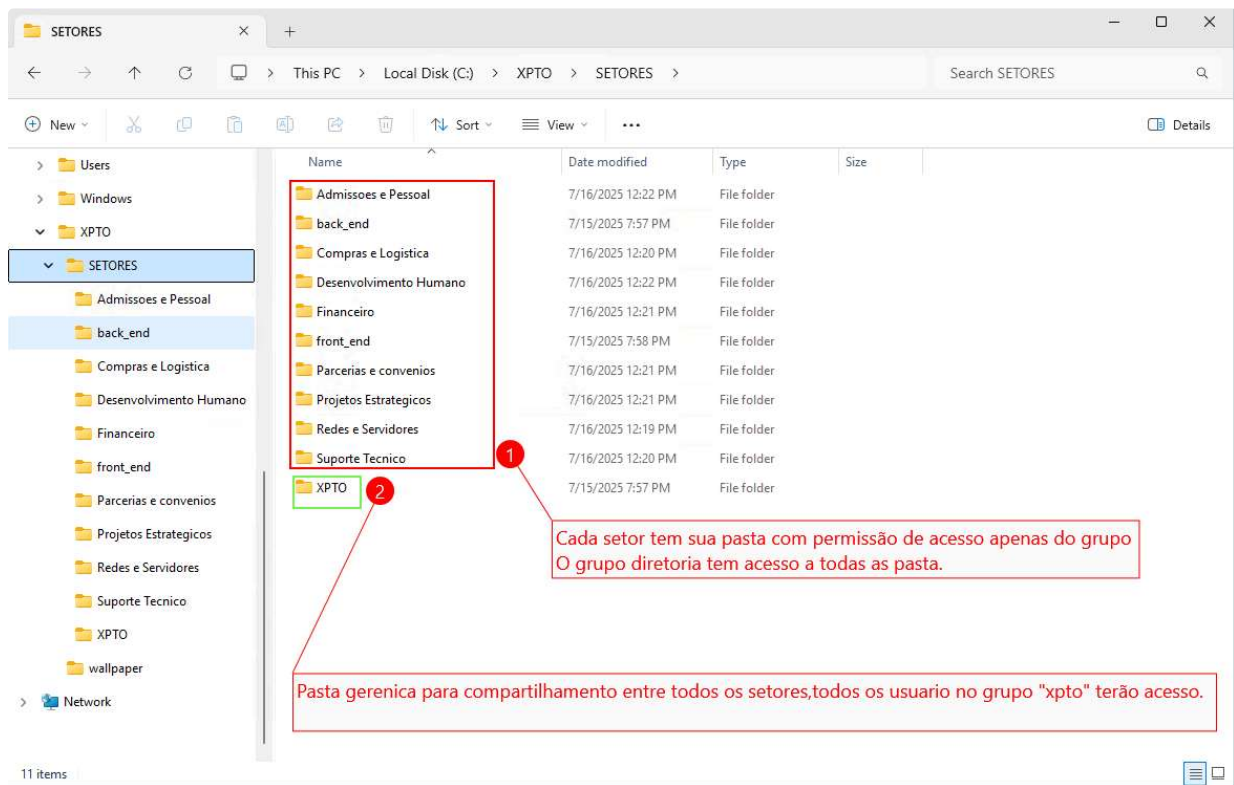 SETORES
This PC > Local Disk (C:) > XPTO > SETORES >
Search SETORES
New
Sort
View
...
Details
Users
Windows
XPTO
SETORES
Admissoes e Pessoal
back_end
Compras e Logistica
Desenvolvimento Humano
Financeiro
front_end
Parcerias e convenios
Projetos Estrategicos
Redes e Servidores
Suporte Tecnico
XPTO
wallpaper
Network
Name Date modified Type Size
Admissoes e Pessoal 7/16/2025 12:22 PM File folder
back_end 7/15/2025 7:57 PM File folder
Compras e Logistica 7/16/2025 12:20 PM File folder
Desenvolvimento Humano 7/16/2025 12:22 PM File folder
Financeiro 7/16/2025 12:21 PM File folder
front_end 7/15/2025 7:58 PM File folder
Parcerias e convenios 7/16/2025 12:21 PM File folder
Projetos Estrategicos 7/16/2025 12:21 PM File folder
Redes e Servidores 7/16/2025 12:19 PM File folder
Suporte Tecnico 7/16/2025 12:20 PM File folder
XPTO 7/15/2025 7:57 PM File folder
1
2
Cada setor tem sua pasta com permissão de acesso apenas do grupo
O grupo diretoria tem acesso a todas as pasta.
Pasta gerenica para compartilhamento entre todos os setores,todos os usuario no grupo "xpto" terão acesso.
11 items